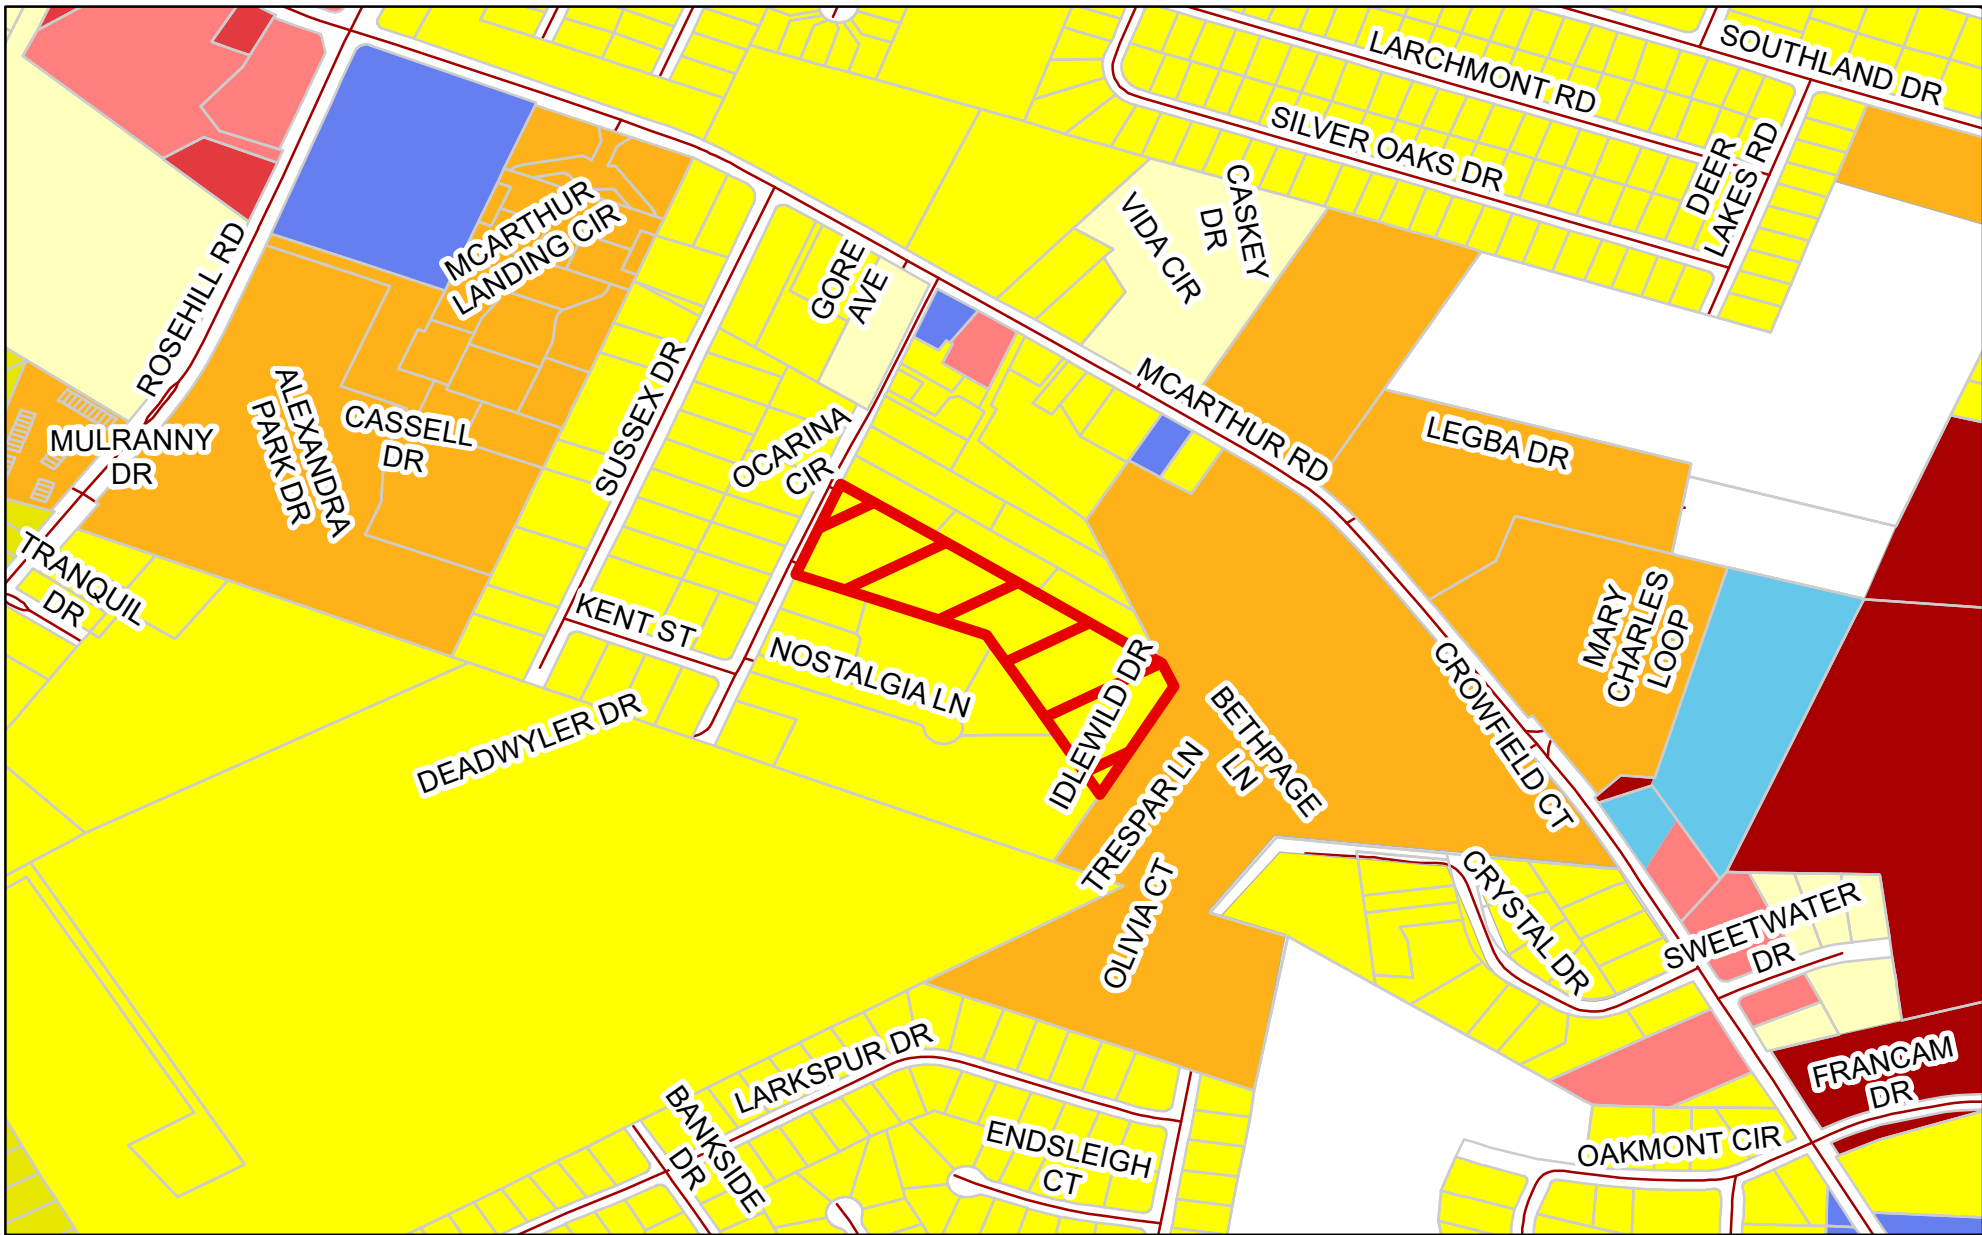 SOUTHLAND DR
LARCHMONT RD
SILVER OAKS DR
DEER
LAKES RD
CASKEY
DR
VIDA CIR
MCARTHUR
LANDING CIR
GORE
AVE
ROSEHILL RD
SUSSEX DR
ALEXANDRA
PARK DR
CASSELL
DR
MULRANNY
DR
OCARINA
CIR
MCARTHUR RD
LEGBA DR
TRANQUIL
DR
KENT ST
NOSTALGIA LN
IDLEWILD DR
MARY
CHARLES
LOOP
BETHPAGE
LN
CROWFIELD CT
DEADWYLER DR
TRESPAR LN
OLIVIA CT
CRYSTAL DR
SWEETWATER
DR
LARKSPUR DR
BANKSIDE
DR
ENDSLEIGH
CT
FRANCAM
DR
OAKMONT CIR